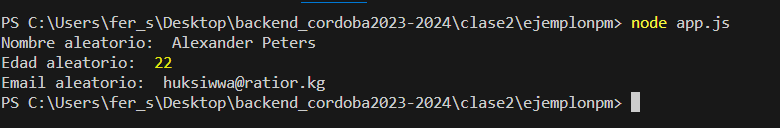 PS C:\Users\fer_s\Desktop\backend_cordoba2023-2024\clase2\ejemplonpm> node app.js
Nombre aleatorio:  Alexander Peters
Edad aleatorio:  22
Email aleatorio:  huksiwwa@ratior.kg
PS C:\Users\fer_s\Desktop\backend_cordoba2023-2024\clase2\ejemplonpm>